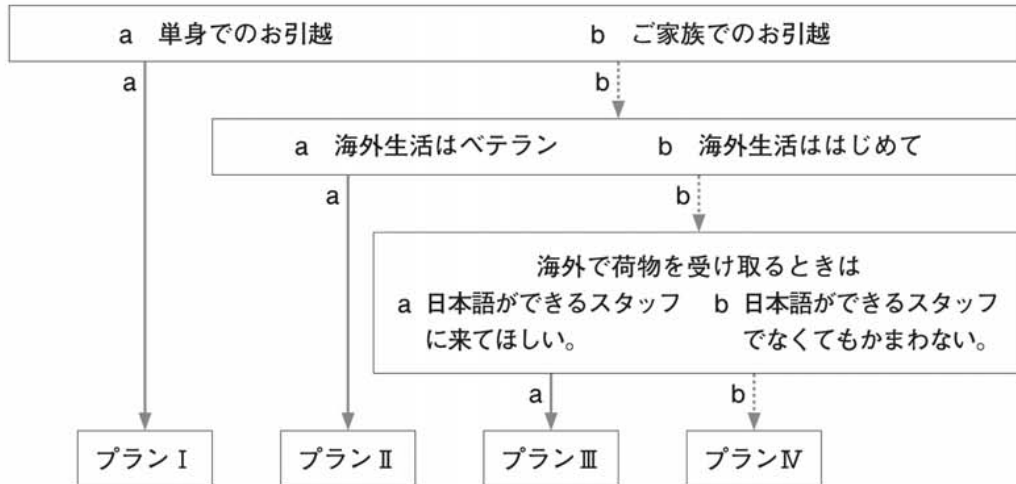 a 単身でのお引越 b ご家族でのお引越
a b
a 海外生活はベテラン b 海外生活ははじめて
a b
海外で荷物を受け取るときは
a 日本語ができるスタッフ b 日本語ができるスタッフ
に来てほしい。 でなくてもかまわない。
a b
プランⅠ プランⅡ プランⅢ プランⅣ